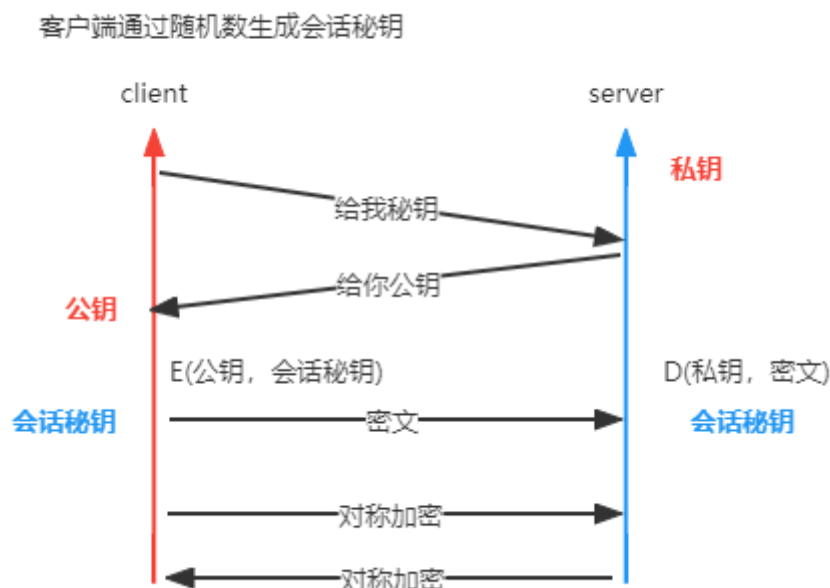 客户端通过随机数生成会话秘钥
client
server
私钥
给我秘钥
给你公钥
公钥
E(公钥，会话秘钥)
D(私钥，密文)
会话秘钥
密文
会话秘钥
对称加密
对称加密